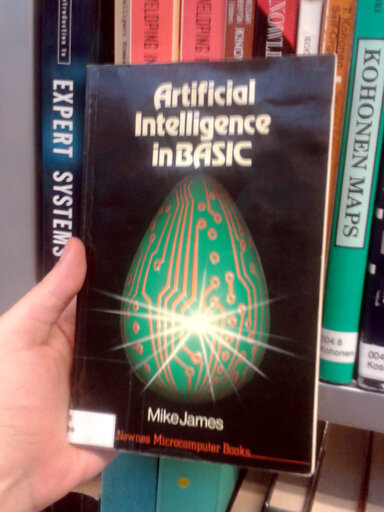 Artificial
Intelligence
in BASIC
Mike James
Newnes Microcomputer Books
Introduction to
EXPERT SYSTEMS
KOHONEN MAPS
004.8
Kohonen
004